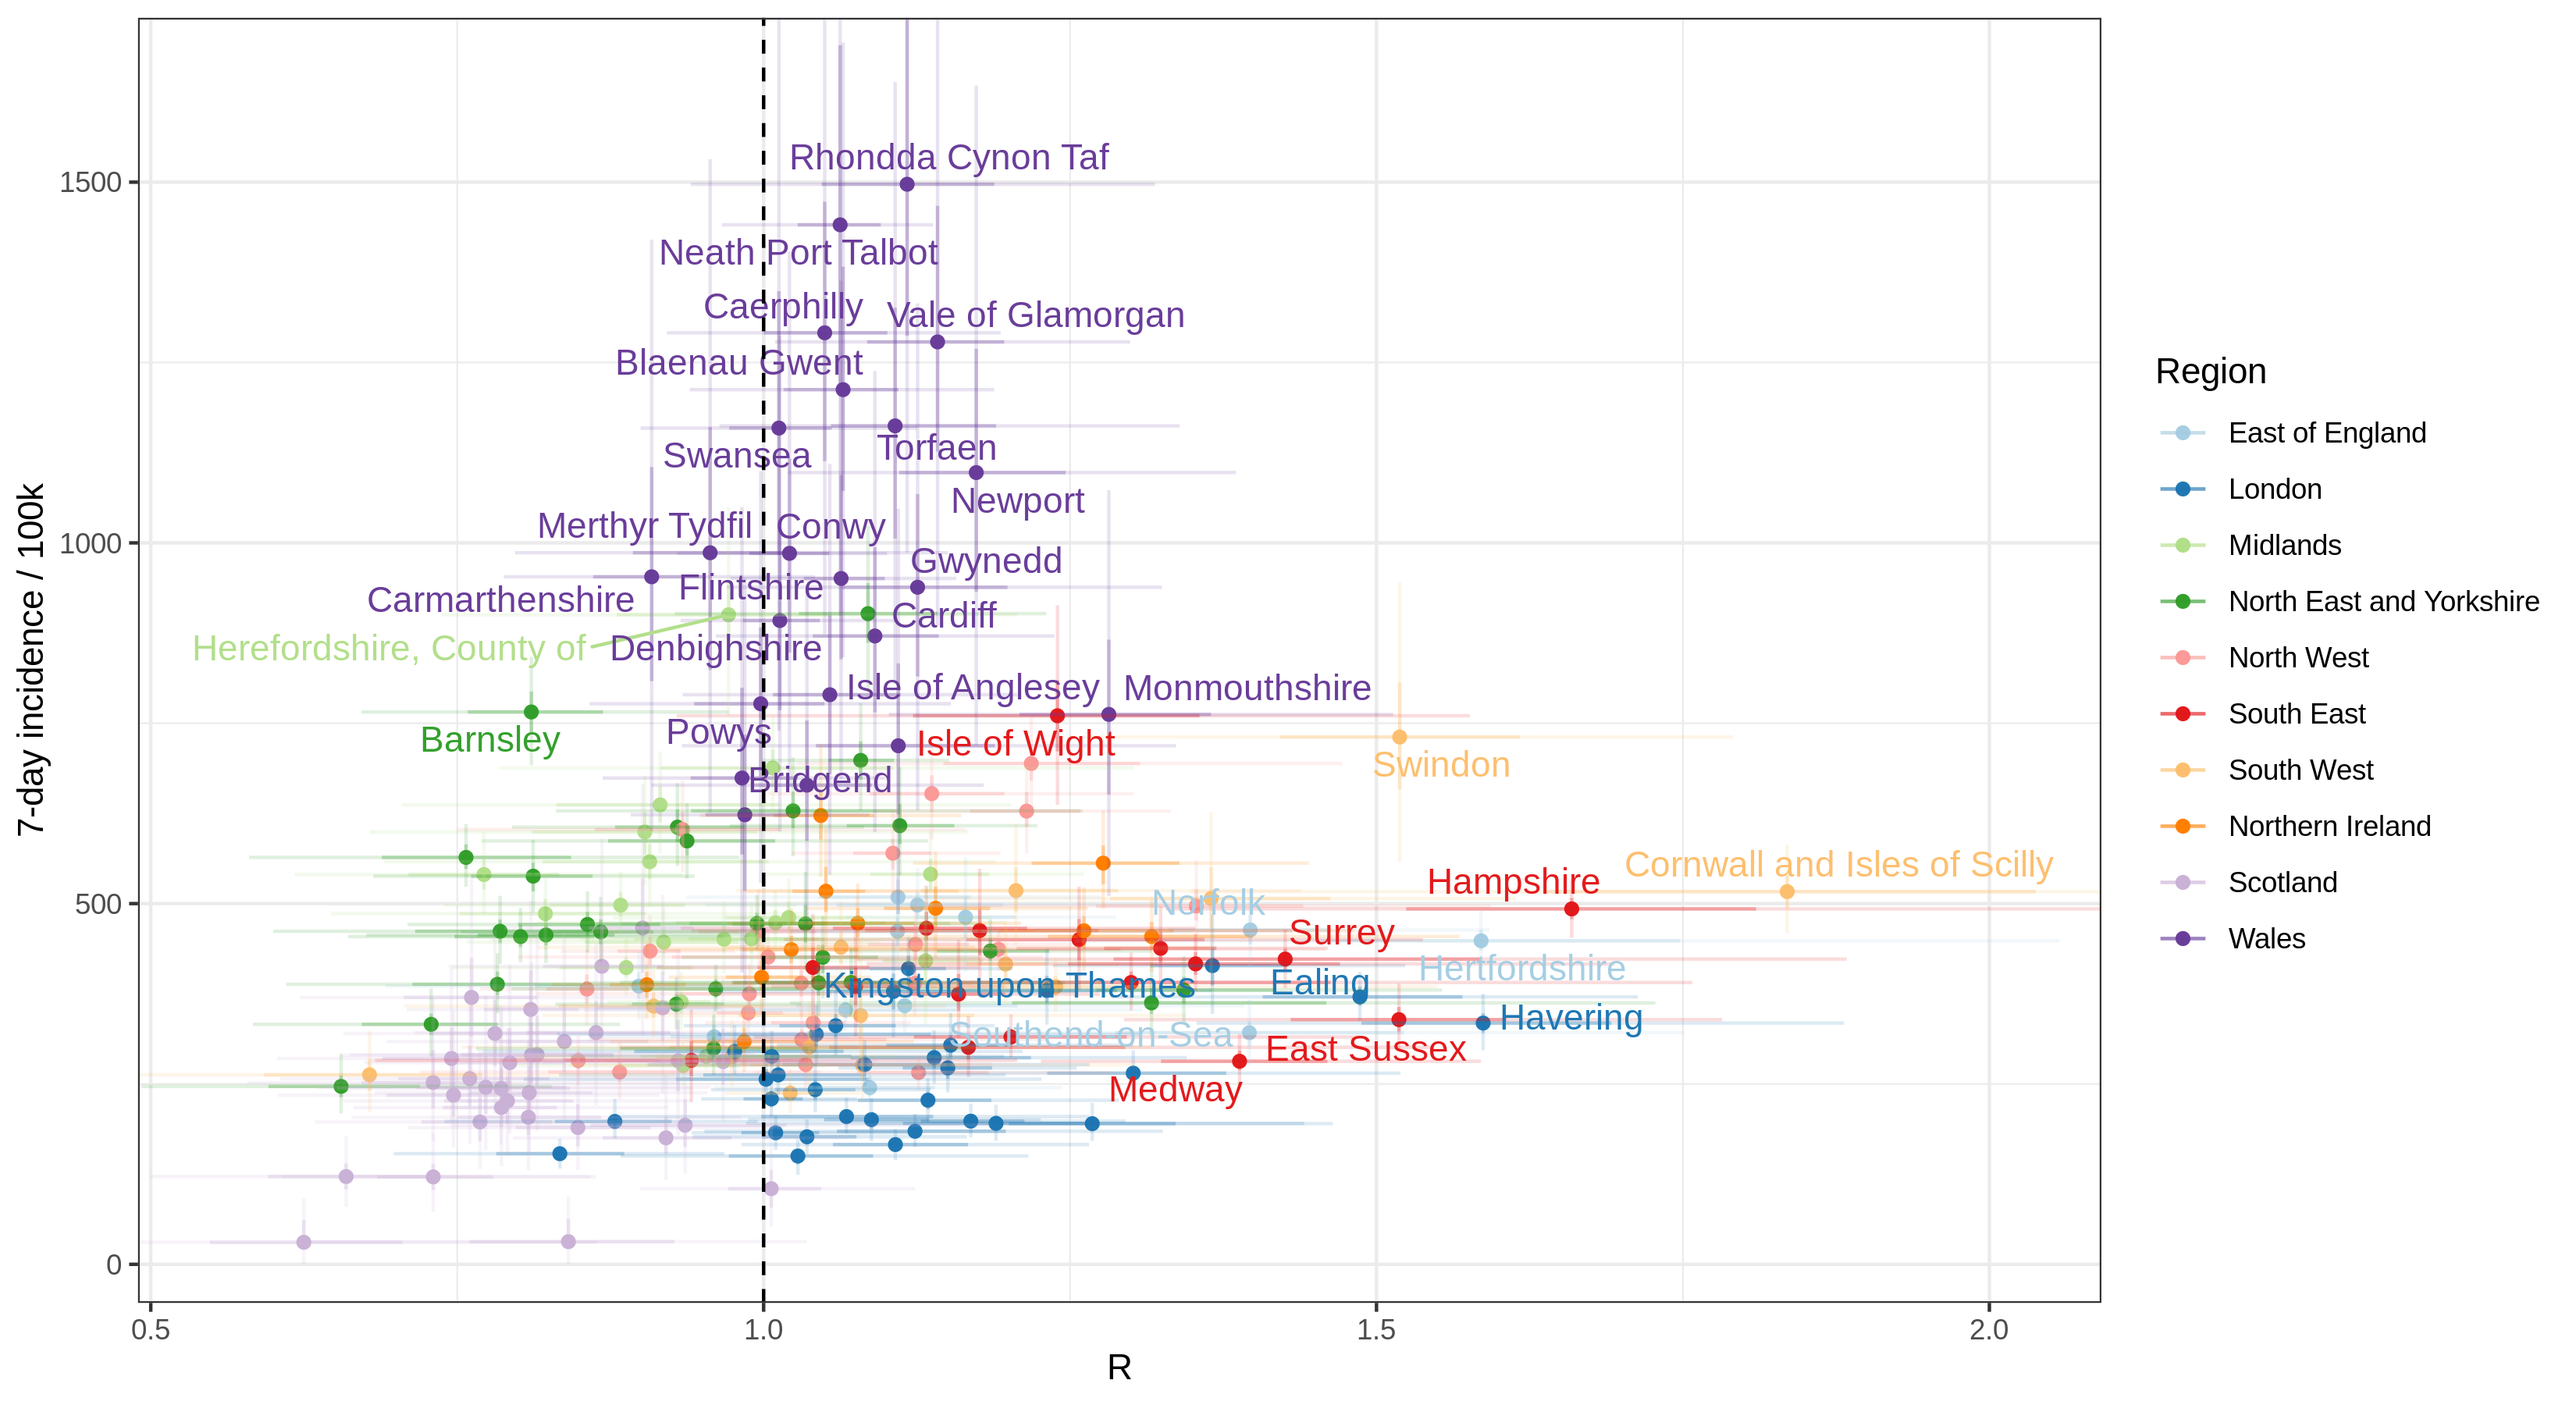 Rhondda Cynon Taf
1500
Neath Port Talbot
Caerphilly
Vale of Glamorgan
Blaenau Gwent
Region
East of England
Torfaen
Swansea
London
Newport
Merthyr Tydfil
Conwy
1000
Midlands
Gwynedd
Flintshire
Carmarthenshire
North East and Yorkshire
Cardiff
Herefordshire, County of
Denbighshire
North West
7-day incidence / 100k
Isle of Anglesey
Monmouthshire
South East
Powys
Barnsley
Isle of Wight
Swindon
South West
Bridgend
Northern Ireland
Cornwall and Isles of Scilly
Hampshire
Scotland
Norfolk
500
Surrey
Wales
Hertfordshire
Ealing
Kingston upon Thames
Havering
Southend-on-Sea
East Sussex
Medway
0
0.5
1.0
1.5
2.0
R